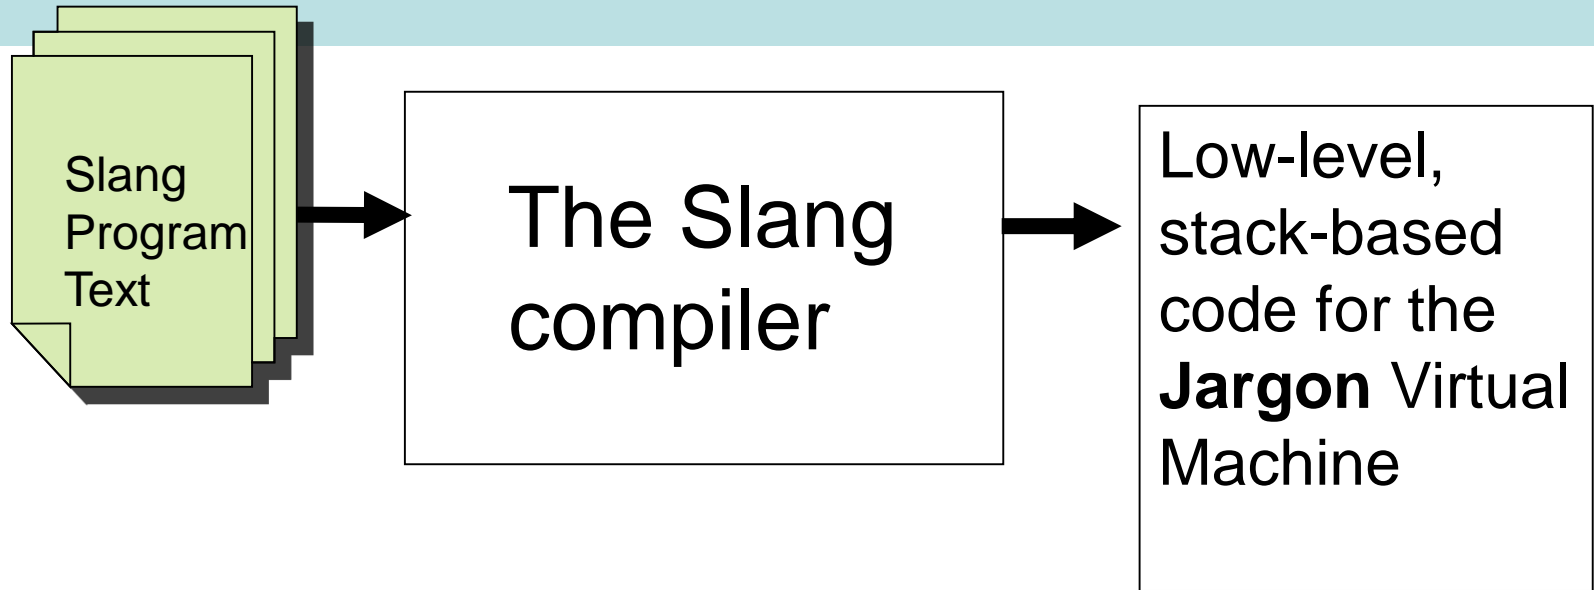 Slang
Program
Text
The Slang
compiler
Low-level,
stack-based
code for the
Jargon Virtual
Machine